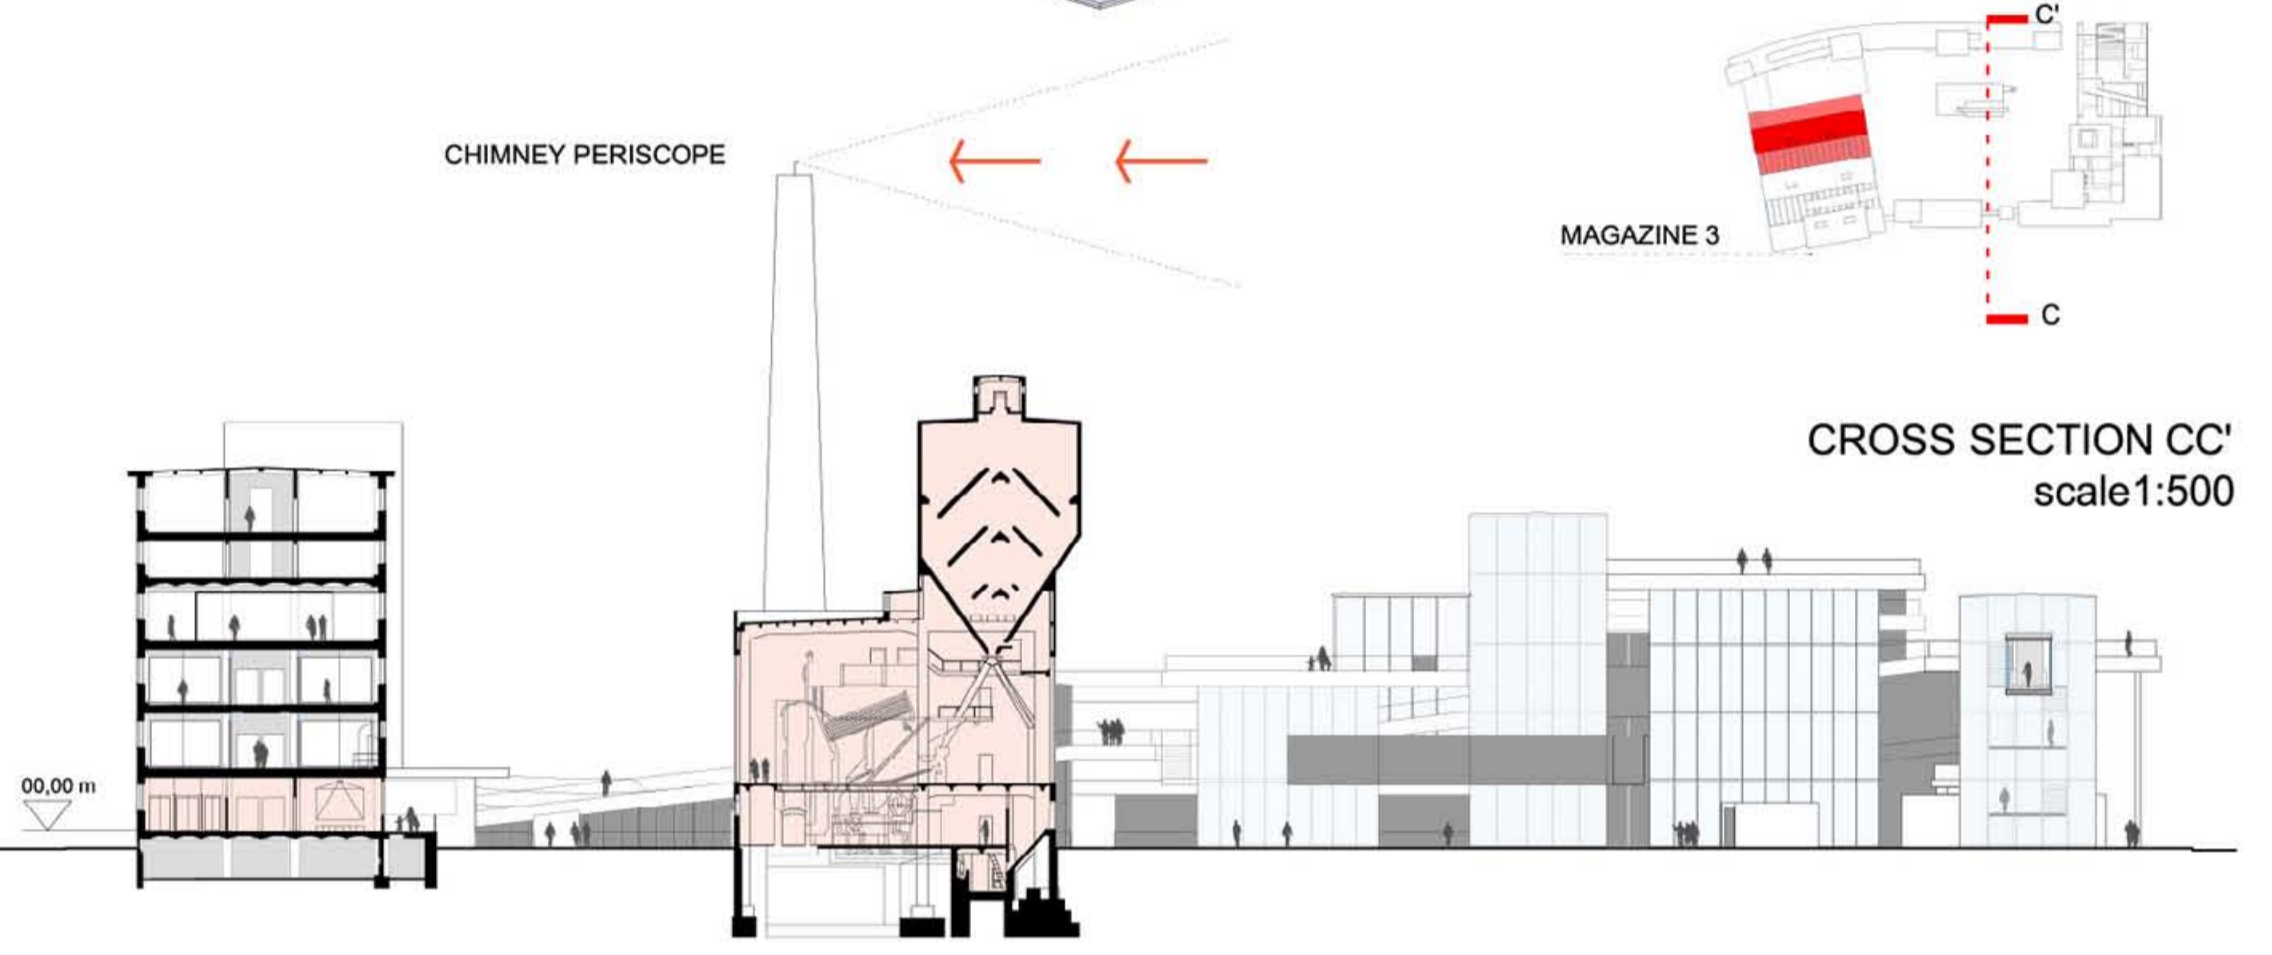 C'
CHIMNEY PERISCOPE
MAGAZINE 3
C
CROSS SECTION CC'
scale1:500
00,00 m